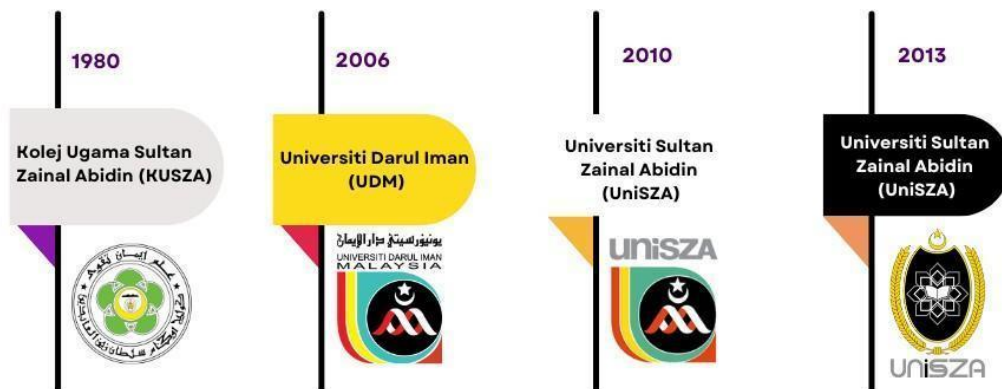 1980
Kolej Ugama Sultan
Zainal Abidin (KUSZA)
2006
Universiti Darul Iman
(UDM)
يونيۏرسيتي دار الإيمان
UNIVERSITI DARUL IMAN
MALAYSIA
2010
Universiti Sultan
Zainal Abidin
(UniSZA)
UniSZA
2013
Universiti Sultan
Zainal Abidin
(UniSZA)
UniSZA